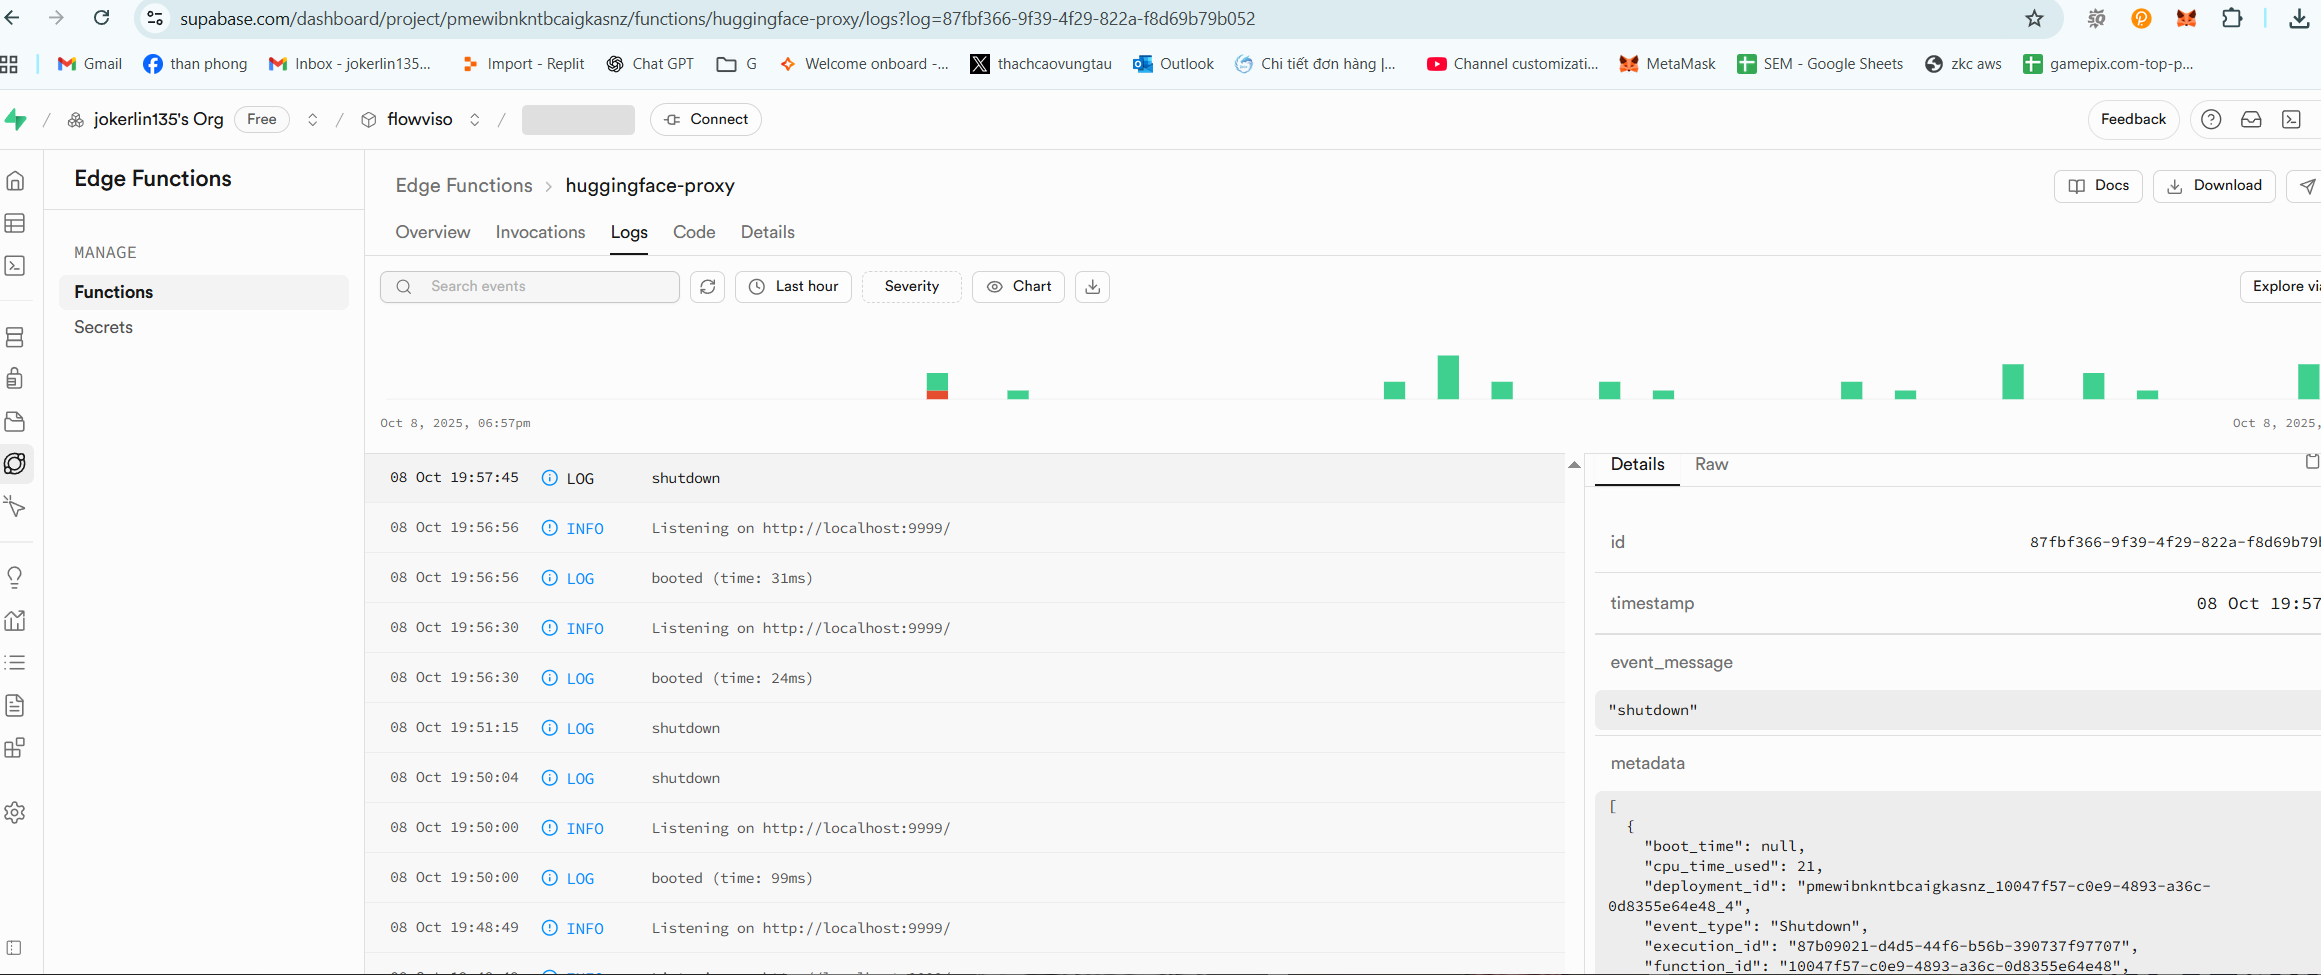 supabase.com/dashboard/project/pmewibnkntbcaigkasnz/functions/huggingface-proxy/logs?log=87fbf366-9f39-4f29-822a-f8d69b79b052
Gmail than phong Inbox - jokerlin135... Import - Replit Chat GPT G Welcome onboard -... thachcaovungtau Outlook Chi tiết đơn hàng |... Channel customizati... MetaMask SEM - Google Sheets zkc aws gamepix.com-top-p...
/ jokerlin135's Org Free / flowviso / Connect Feedback
Edge Functions
MANAGE
Functions
Secrets
Edge Functions > huggingface-proxy Docs Download
Overview Invocations Logs Code Details
Search events Last hour Severity Chart Explore vi
Oct 8, 2025, 06:57pm Oct 8, 2025,
08 Oct 19:57:45 LOG shutdown
08 Oct 19:56:56 INFO Listening on http://localhost:9999/
08 Oct 19:56:56 LOG booted (time: 31ms)
08 Oct 19:56:30 INFO Listening on http://localhost:9999/
08 Oct 19:56:30 LOG booted (time: 24ms)
08 Oct 19:51:15 LOG shutdown
08 Oct 19:50:04 LOG shutdown
08 Oct 19:50:00 INFO Listening on http://localhost:9999/
08 Oct 19:50:00 LOG booted (time: 99ms)
08 Oct 19:48:49 INFO Listening on http://localhost:9999/
Details Raw
id 87fbf366-9f39-4f29-822a-f8d69b79
timestamp 08 Oct 19:57
event_message
"shutdown"
metadata
[
{
"boot_time": null,
"cpu_time_used": 21,
"deployment_id": "pmewibnkntbcaigkasnz_10047f57-c0e9-4893-a36c-
0d8355e64e48_4",
"event_type": "Shutdown",
"execution_id": "87b09021-d4d5-44f6-b56b-390737f97707",
"function_id": "10047f57-c0e9-4893-a36c-0d8355e64e48",